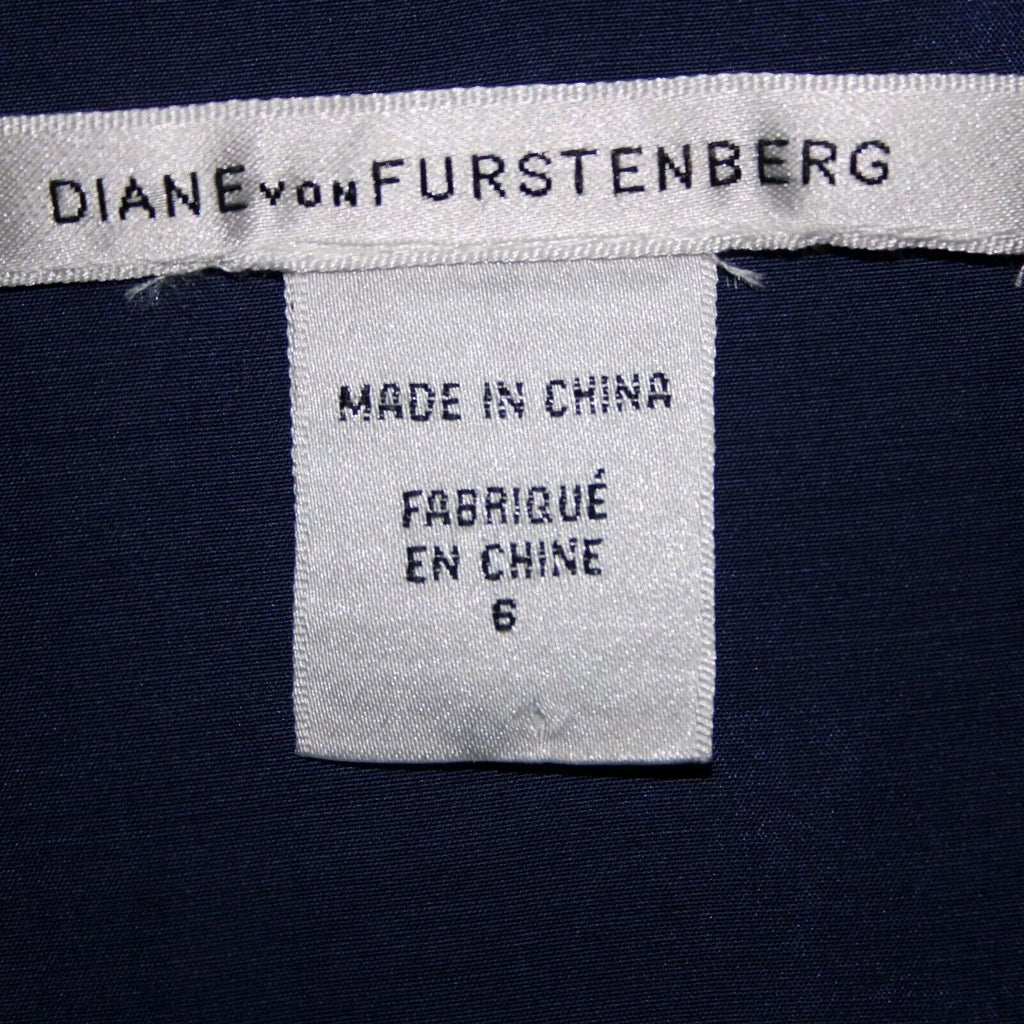 DIANE VON FURSTENBERG
MADE IN CHINA
FABRIQUÉ
EN CHINE
6